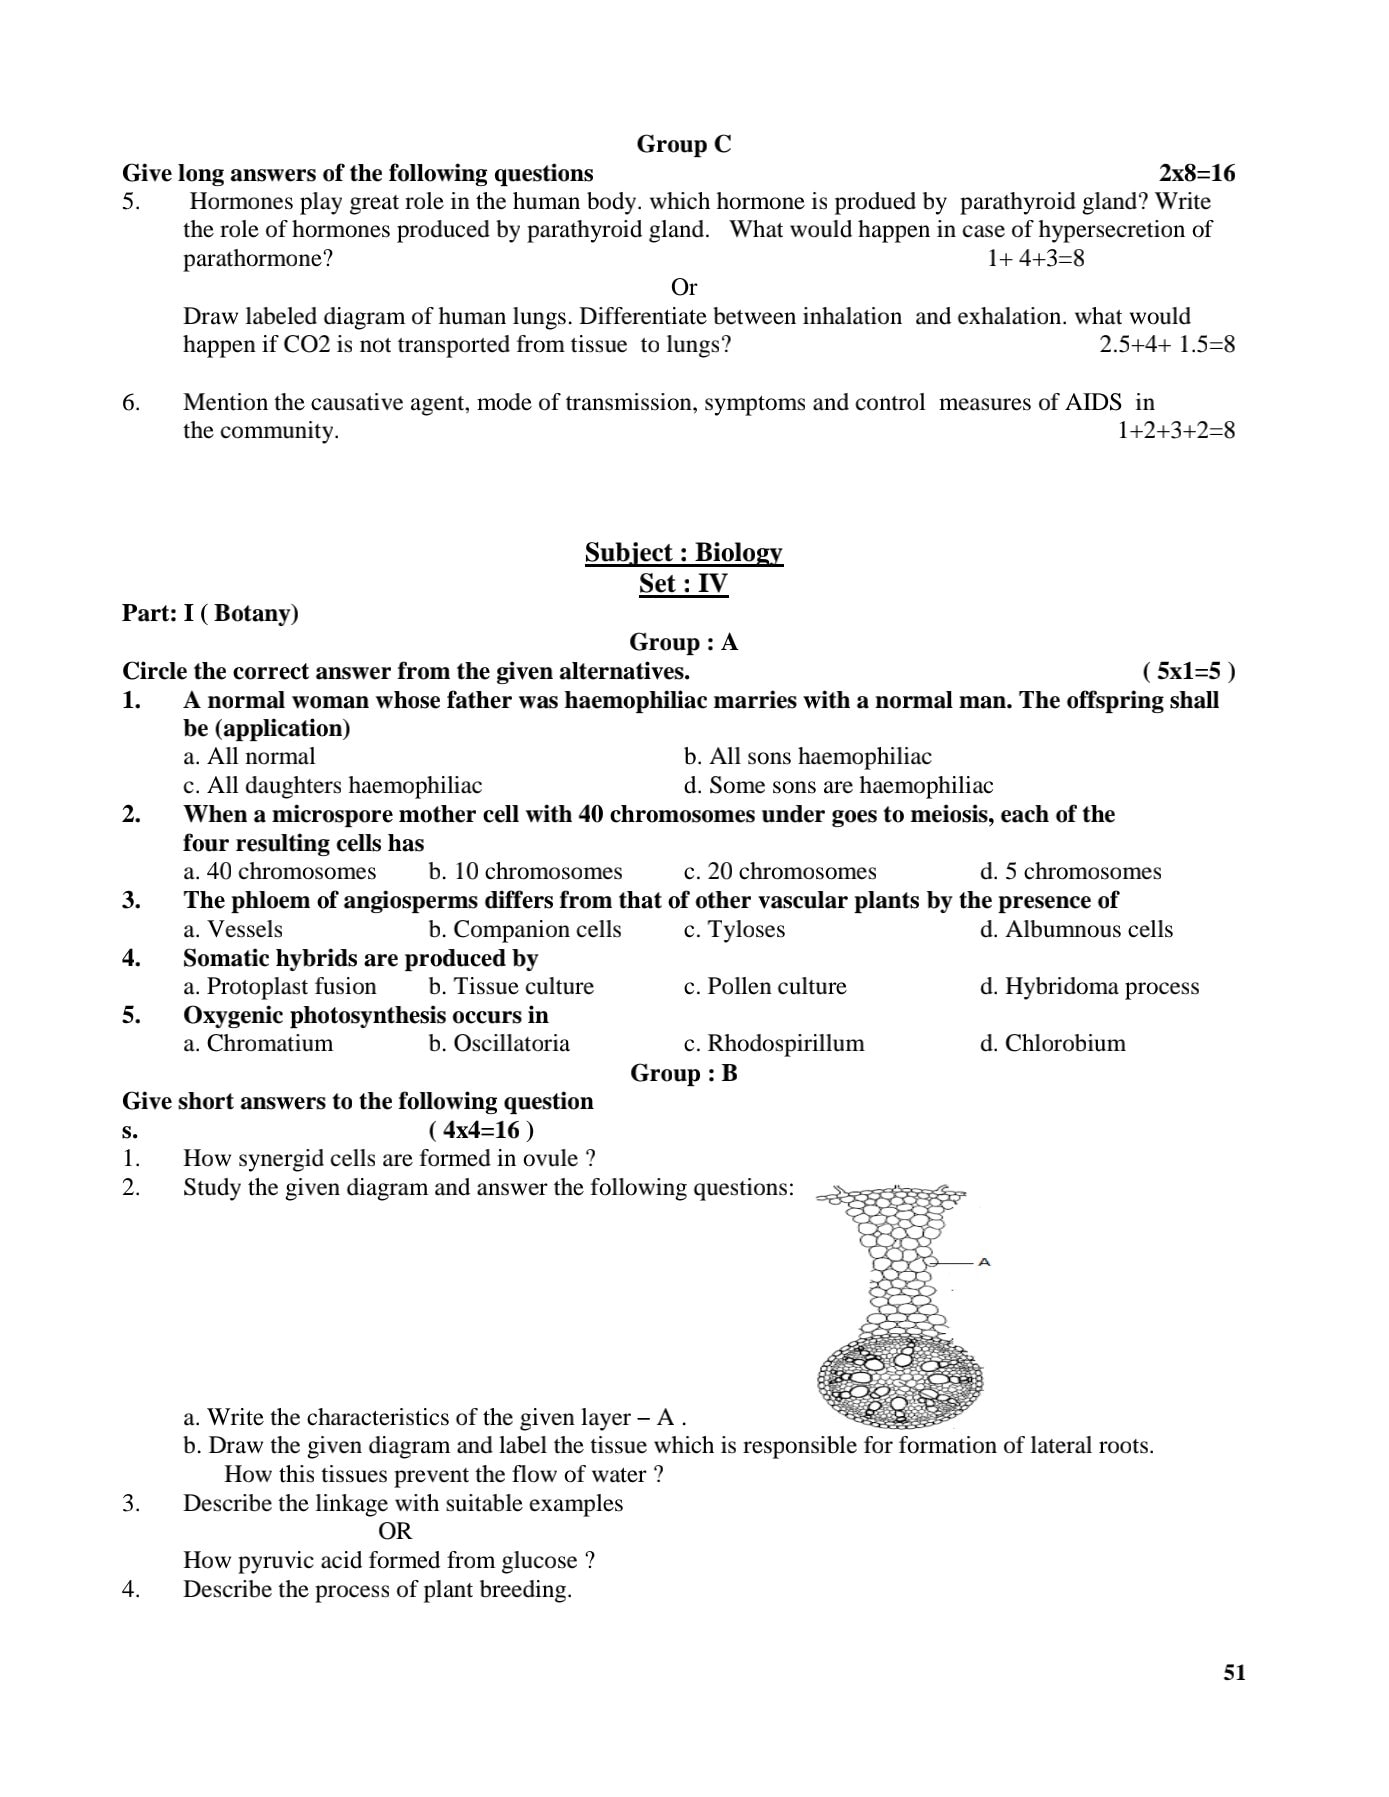 Group C
Give long answers of the following questions 2x8=16
5. Hormones play great role in the human body. which hormone is produed by parathyroid gland? Write
the role of hormones produced by parathyroid gland. What would happen in case of hypersecretion of
parathormone? 1+ 4+3=8
Or
Draw labeled diagram of human lungs. Differentiate between inhalation and exhalation. what would
happen if CO2 is not transported from tissue to lungs? 2.5+4+ 1.5=8
6. Mention the causative agent, mode of transmission, symptoms and control measures of AIDS in
the community. 1+2+3+2=8
Subject : Biology
Set : IV
Part: I ( Botany)
Group : A
Circle the correct answer from the given alternatives. ( 5x1=5 )
1. A normal woman whose father was haemophiliac marries with a normal man. The offspring shall
be (application)
a. All normal b. All sons haemophiliac
c. All daughters haemophiliac d. Some sons are haemophiliac
2. When a microspore mother cell with 40 chromosomes under goes to meiosis, each of the
four resulting cells has
a. 40 chromosomes b. 10 chromosomes c. 20 chromosomes d. 5 chromosomes
3. The phloem of angiosperms differs from that of other vascular plants by the presence of
a. Vessels b. Companion cells c. Tyloses d. Albumnous cells
4. Somatic hybrids are produced by
a. Protoplast fusion b. Tissue culture c. Pollen culture d. Hybridoma process
5. Oxygenic photosynthesis occurs in
a. Chromatium b. Oscillatoria c. Rhodospirillum d. Chlorobium
Group : B
Give short answers to the following question
s. ( 4x4=16 )
1. How synergid cells are formed in ovule ?
2. Study the given diagram and answer the following questions:
A
a. Write the characteristics of the given layer – A .
b. Draw the given diagram and label the tissue which is responsible for formation of lateral roots.
How this tissues prevent the flow of water ?
3. Describe the linkage with suitable examples
OR
How pyruvic acid formed from glucose ?
4. Describe the process of plant breeding.
51